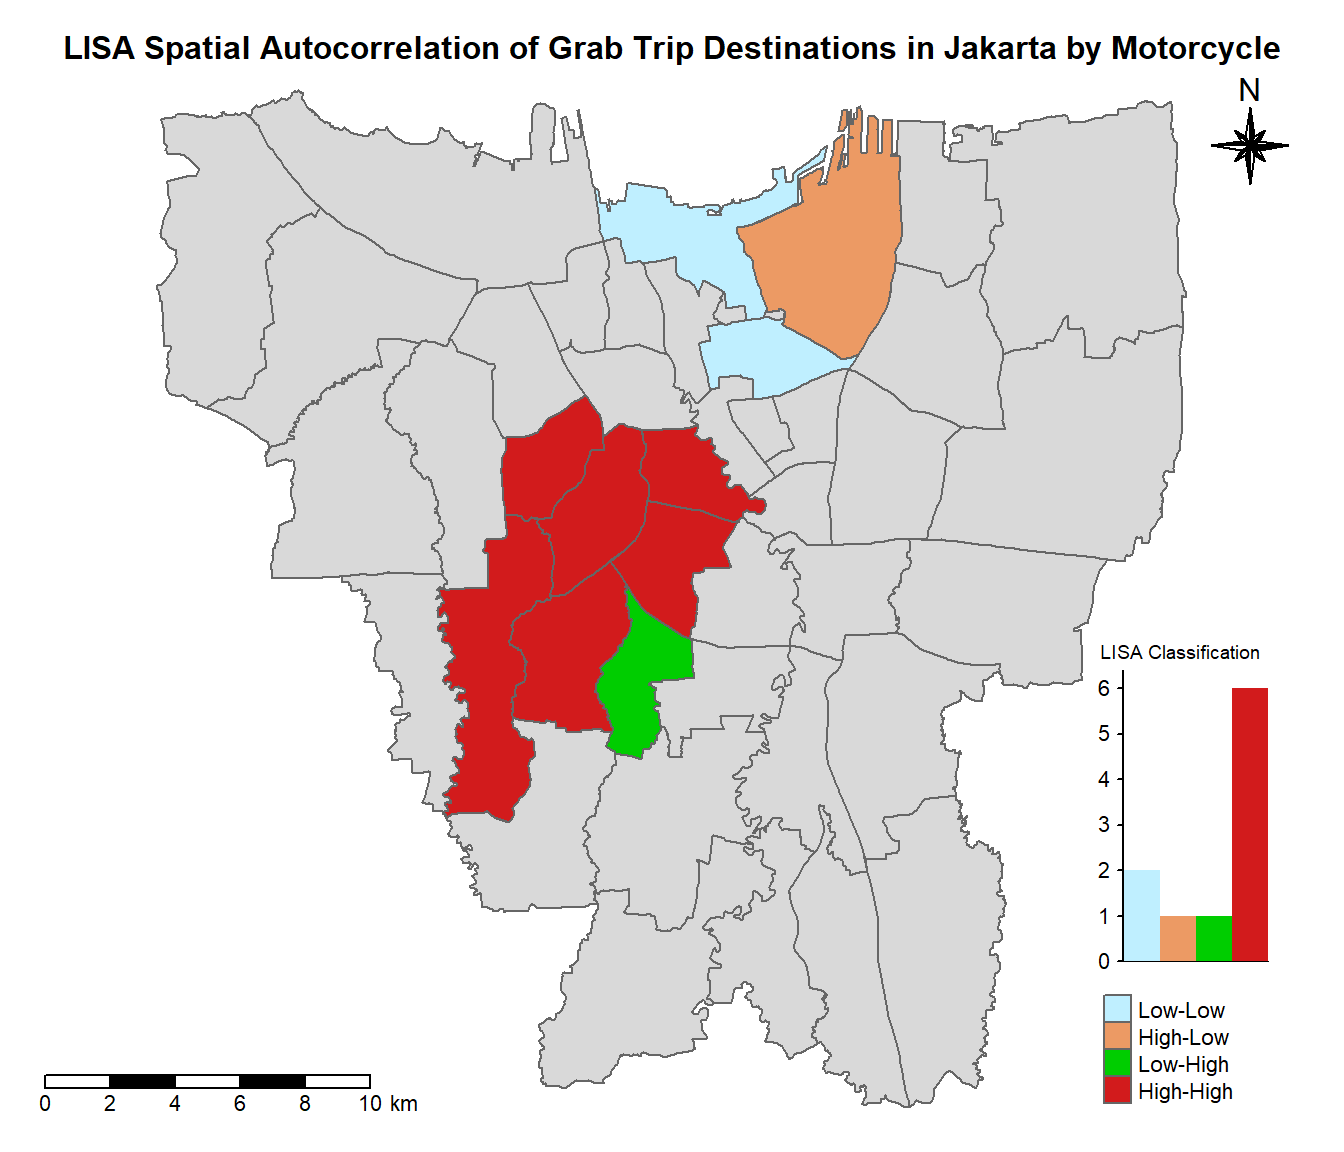 LISA Spatial Autocorrelation of Grab Trip Destinations in Jakarta by Motorcycle
N
LISA Classification
6
5
4
3
2
1
0
Low-Low
High-Low
Low-High
High-High
0 2 4 6 8 10 km